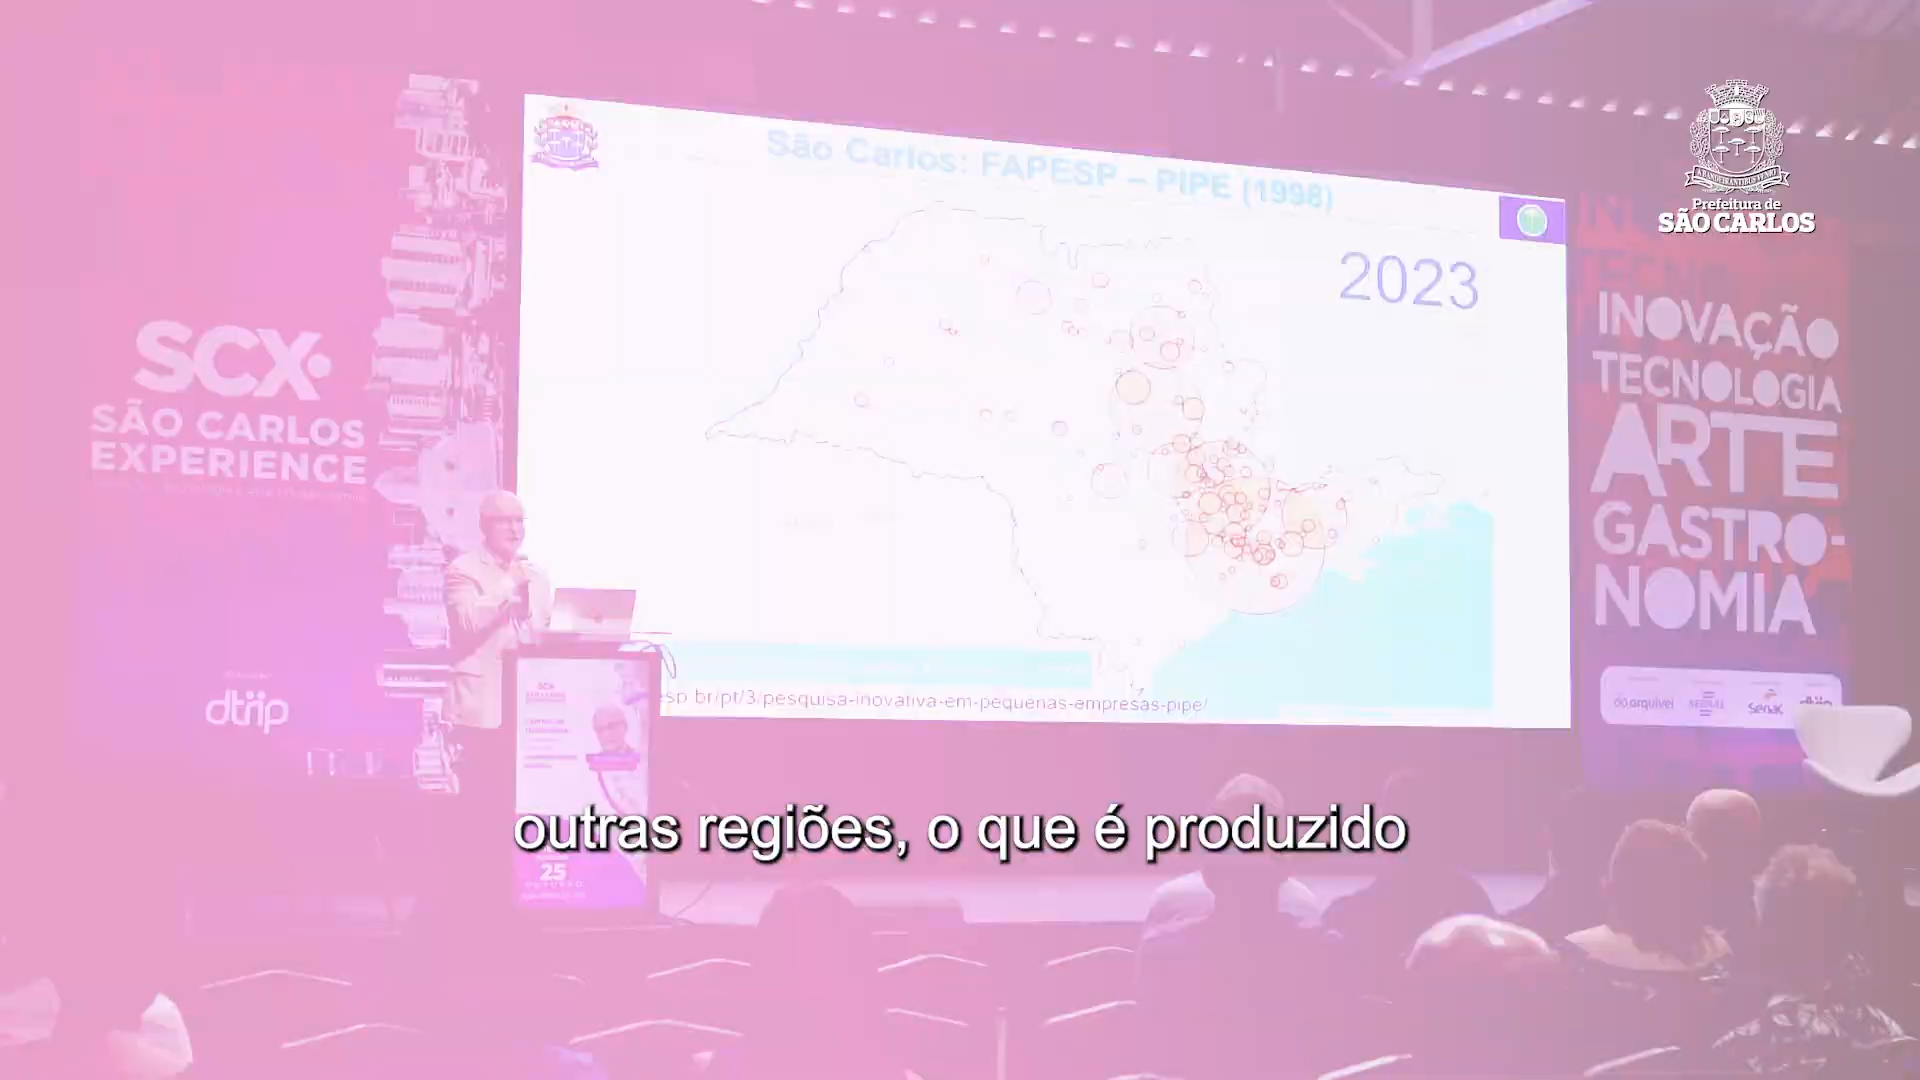 São Carlos: FAPESP – PIPE (1998)
2023
Prefeitura de
SÃO CARLOS
SCX
SÃO CARLOS
EXPERIENCE
INOVAÇÃO
TECNOLOGIA
ARTE
GASTRO-
NOMIA
dtrip
sp br/pt/3/pesquisa-inovativa-em-pequenas-empresas-pipe/
senac
outras regiões, o que é produzido
25